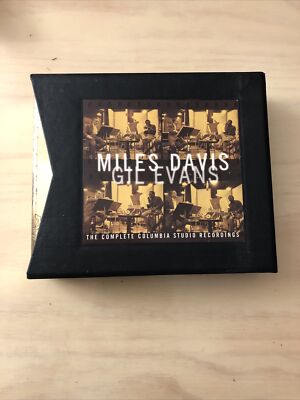 MILES DAVIS
GIL EVANS
THE COMPLETE COLUMBIA STUDIO RECORDINGS